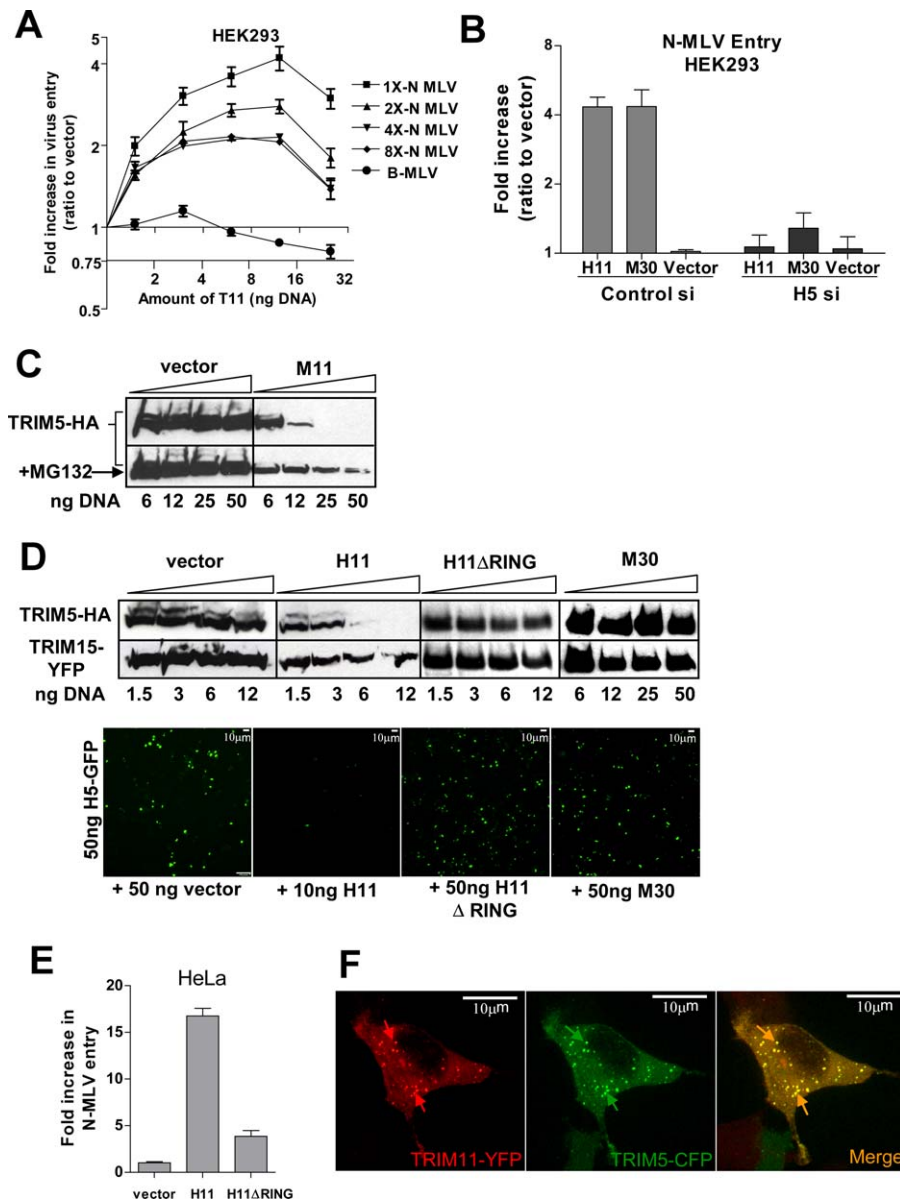 A
HEK293
Fold increase in virus entry
(ratio to vector)
5
4
2
1
0.75
0.5
2 4 8 16 32
Amount of T11 (ng DNA)
1X-N MLV
2X-N MLV
4X-N MLV
8X-N MLV
B-MLV
B
N-MLV Entry
HEK293
Fold increase
(ratio to vector)
8
4
2
1
H11 M30 Vector H11 M30 Vector
Control si H5 si
C
vector M11
TRIM5-HA
+MG132
ng DNA 6 12 25 50 6 12 25 50
D
vector H11 H11ΔRING M30
TRIM5-HA
TRIM15-
YFP
ng DNA 1.5 3 6 12 1.5 3 6 12 1.5 3 6 12 6 12 25 50
50ng H5-GFP
10μm 10μm 10μm 10μm
+ 50 ng vector + 10ng H11 + 50ng H11 + 50ng M30
Δ RING
E
HeLa
Fold increase in
N-MLV entry
20
15
10
5
0
vector H11 H11ΔRING
F
10μm 10μm 10μm
TRIM11-YFP TRIM5-CFP Merge